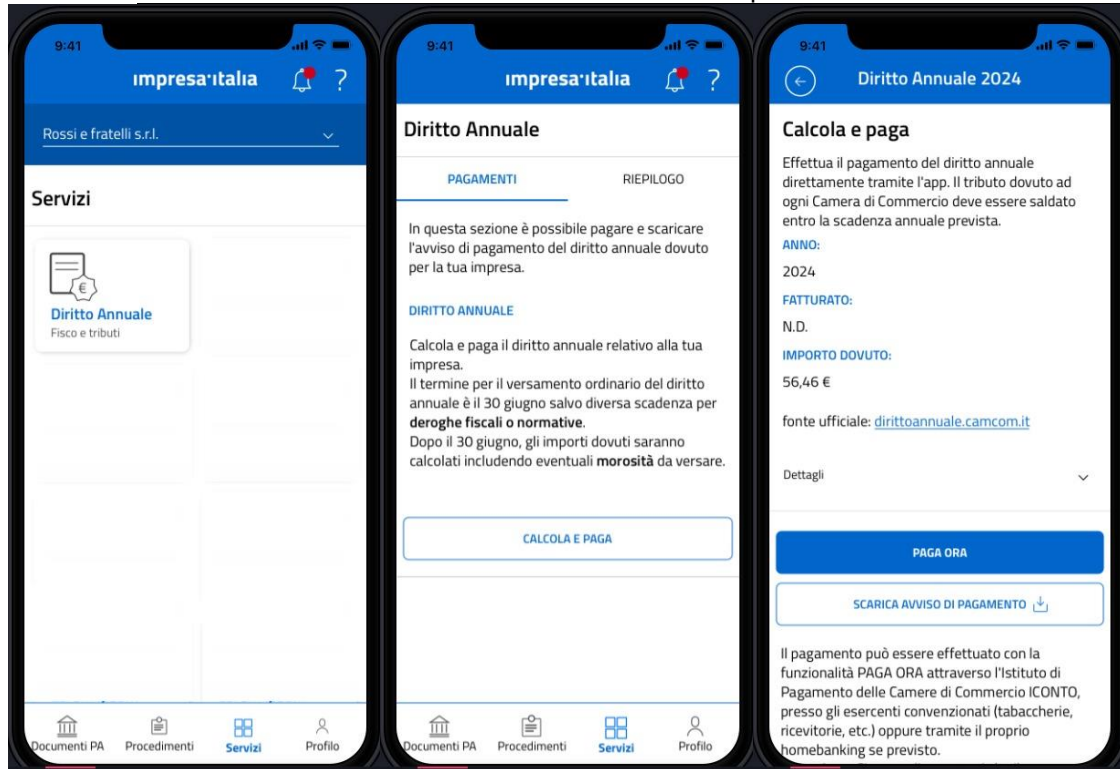 9:41
impresa italia
?
Rossi e fratelli s.r.l.
Servizi
€
Diritto Annuale
Fisco e tributi
Documenti PA
Procedimenti
Servizi
Profilo
9:41
impresa italia
?
Diritto Annuale
PAGAMENTI
RIEPILOGO
In questa sezione è possibile pagare e scaricare
l'avviso di pagamento del diritto annuale dovuto
per la tua impresa.
DIRITTO ANNUALE
Calcola e paga il diritto annuale relativo alla tua
impresa.
Il termine per il versamento ordinario del diritto
annuale è il 30 giugno salvo diversa scadenza per
deroghe fiscali o normative.
Dopo il 30 giugno, gli importi dovuti saranno
calcolati includendo eventuali morosità da versare.
CALCOLA E PAGA
Documenti PA
Procedimenti
Servizi
Profilo
9:41
Diritto Annuale 2024
Calcola e paga
Effettua il pagamento del diritto annuale
direttamente tramite l'app. Il tributo dovuto ad
ogni Camera di Commercio deve essere saldato
entro la scadenza annuale prevista.
ANNO:
2024
FATTURATO:
N.D.
IMPORTO DOVUTO:
56,46 €
fonte ufficiale: dirittoannuale.camcom.it
Dettagli
PAGA ORA
SCARICA AVVISO DI PAGAMENTO
Il pagamento può essere effettuato con la
funzionalità PAGA ORA attraverso l'Istituto di
Pagamento delle Camere di Commercio ICONTO,
presso gli esercenti convenzionati (tabaccherie,
ricevitorie, etc.) oppure tramite il proprio
homebanking se previsto.